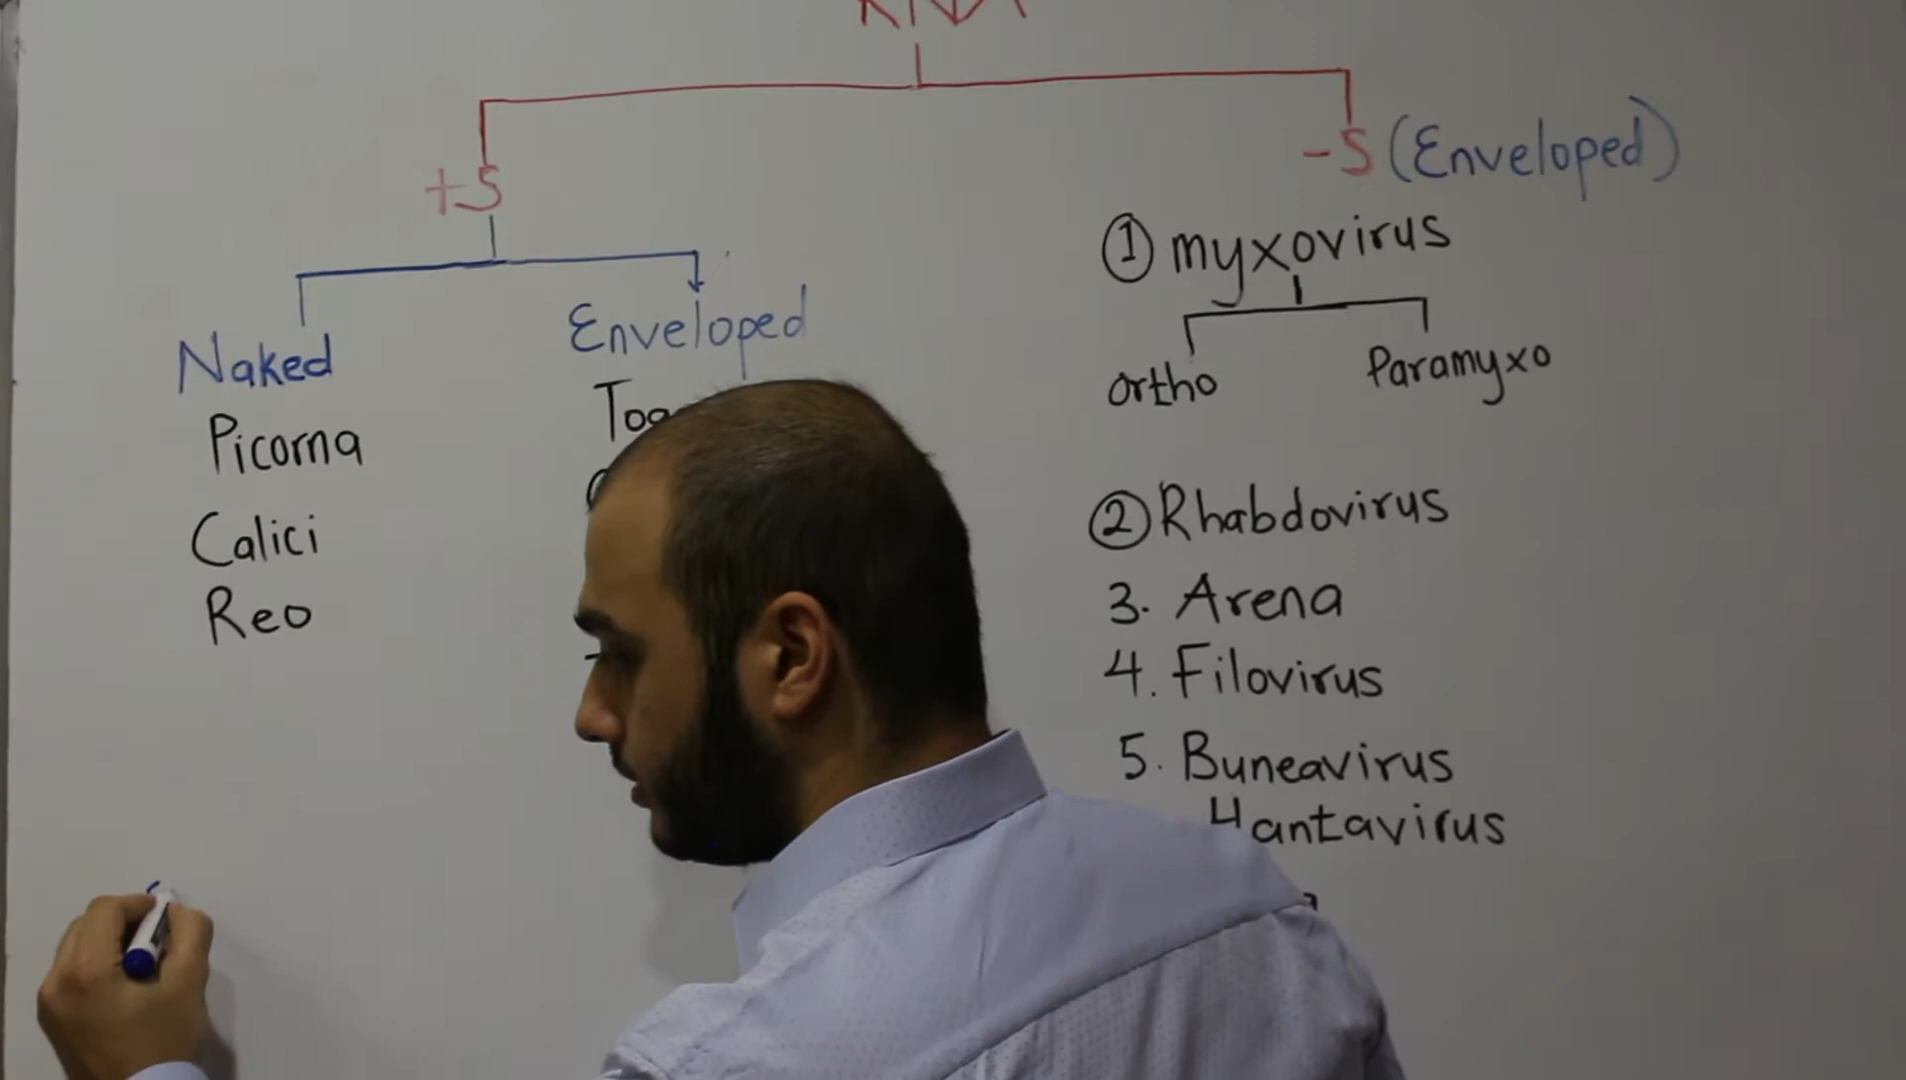 RNA
+S
-S (Enveloped)
Naked
Picorna
Calici
Reo
Enveloped
① myxovirus
ortho
Paramyxo
② Rhabdovirus
3. Arena
4. Filovirus
5. Buneavirus
Hantavirus